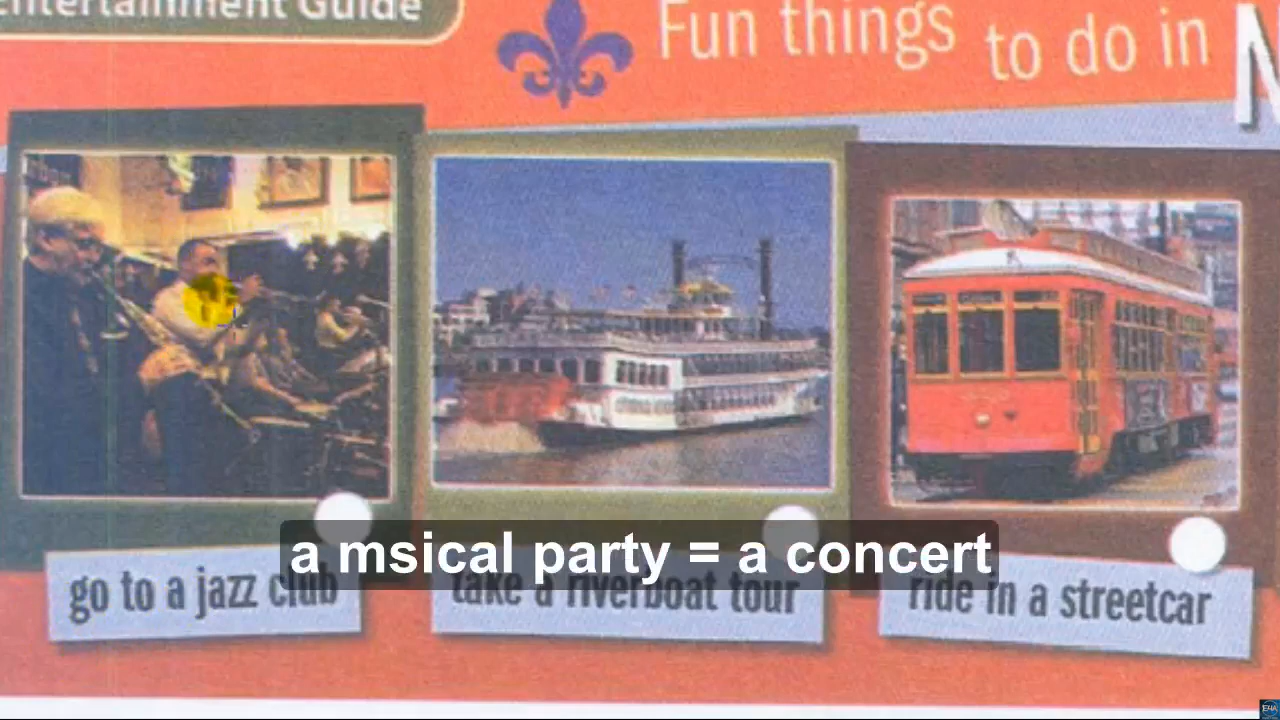 Entertainment Guide
Fun things to do in
a msical party = a concert
go to a jazz club
take a riverboat tour
ride in a streetcar